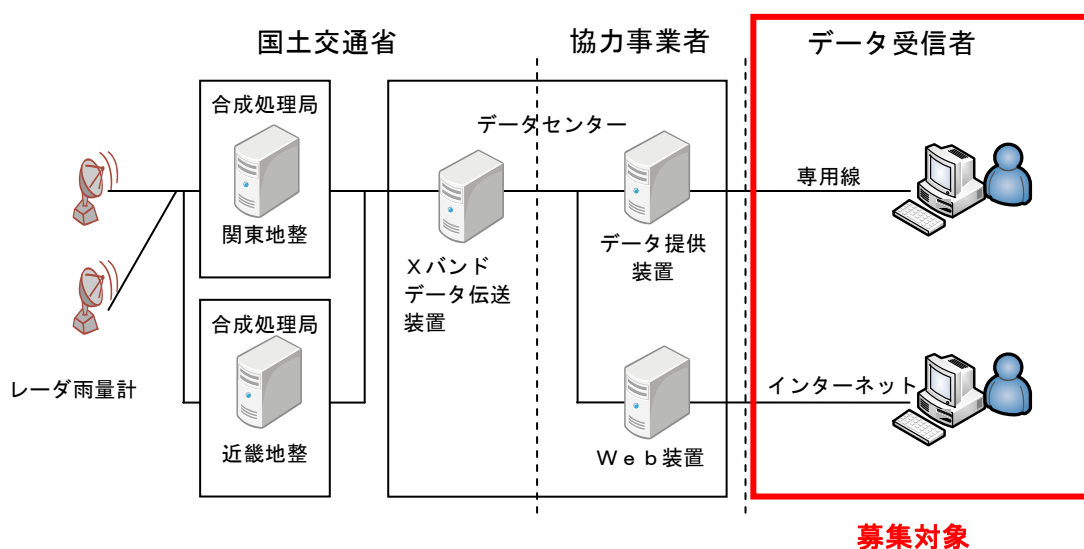 国土交通省
協力事業者
データ受信者
合成処理局
関東地整
データセンター
専用線
Ｘバンド
データ伝送
装置
データ提供
装置
合成処理局
近畿地整
レーダ雨量計
インターネット
Ｗｅｂ装置
募集対象